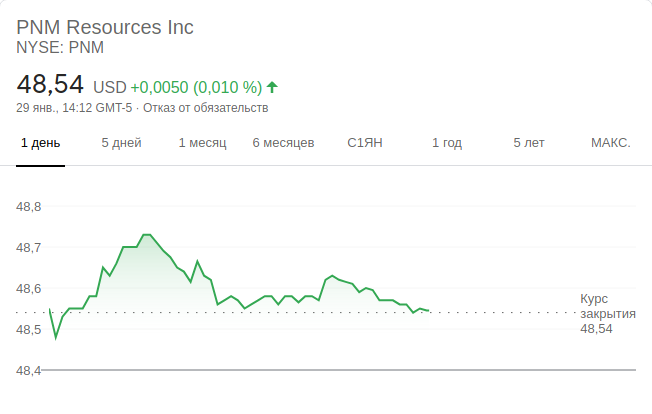 PNM Resources Inc
NYSE: PNM
48,54 USD +0,0050 (0,010 %)
29 янв., 14:12 GMT-5 · Отказ от обязательств
1 день 5 дней 1 месяц 6 месяцев С1ЯН 1 год 5 лет МАКС.
48,8
48,7
48,6
48,5
48,4
Курс
закрытия
48,54